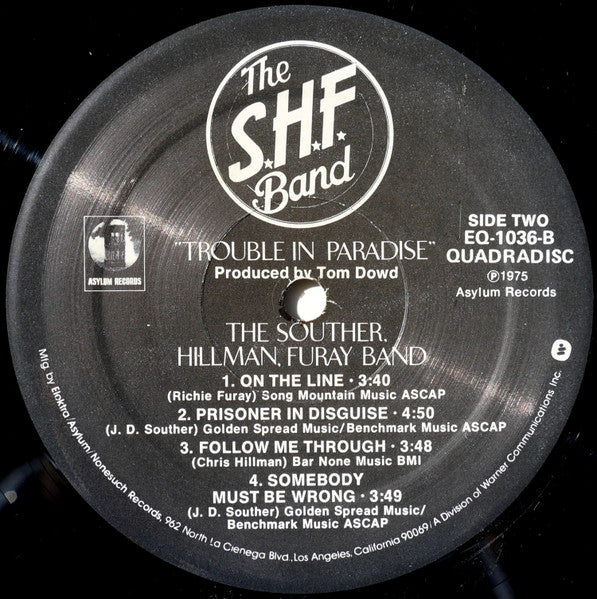 The
S.H.F.
Band
"TROUBLE IN PARADISE"
Produced by Tom Dowd
ASYLUM RECORDS
SIDE TWO
EQ-1036-B
QUADRADISC
Ⓟ1975
Asylum Records
THE SOUTHER,
HILLMAN, FURAY BAND
1. ON THE LINE · 3:40
(Richie Furay) Song Mountain Music ASCAP
2. PRISONER IN DISGUISE · 4:50
(J. D. Souther) Golden Spread Music/Benchmark Music ASCAP
3. FOLLOW ME THROUGH · 3:48
(Chris Hillman) Bar None Music BMI
4. SOMEBODY
MUST BE WRONG · 3:49
(J. D. Souther) Golden Spread Music/
Benchmark Music ASCAP
Mfg. by Elektra/Asylum/Nonesuch Records, 962 North La Cienega Blvd., Los Angeles, California 90069/A Division of Warner Communications Inc.